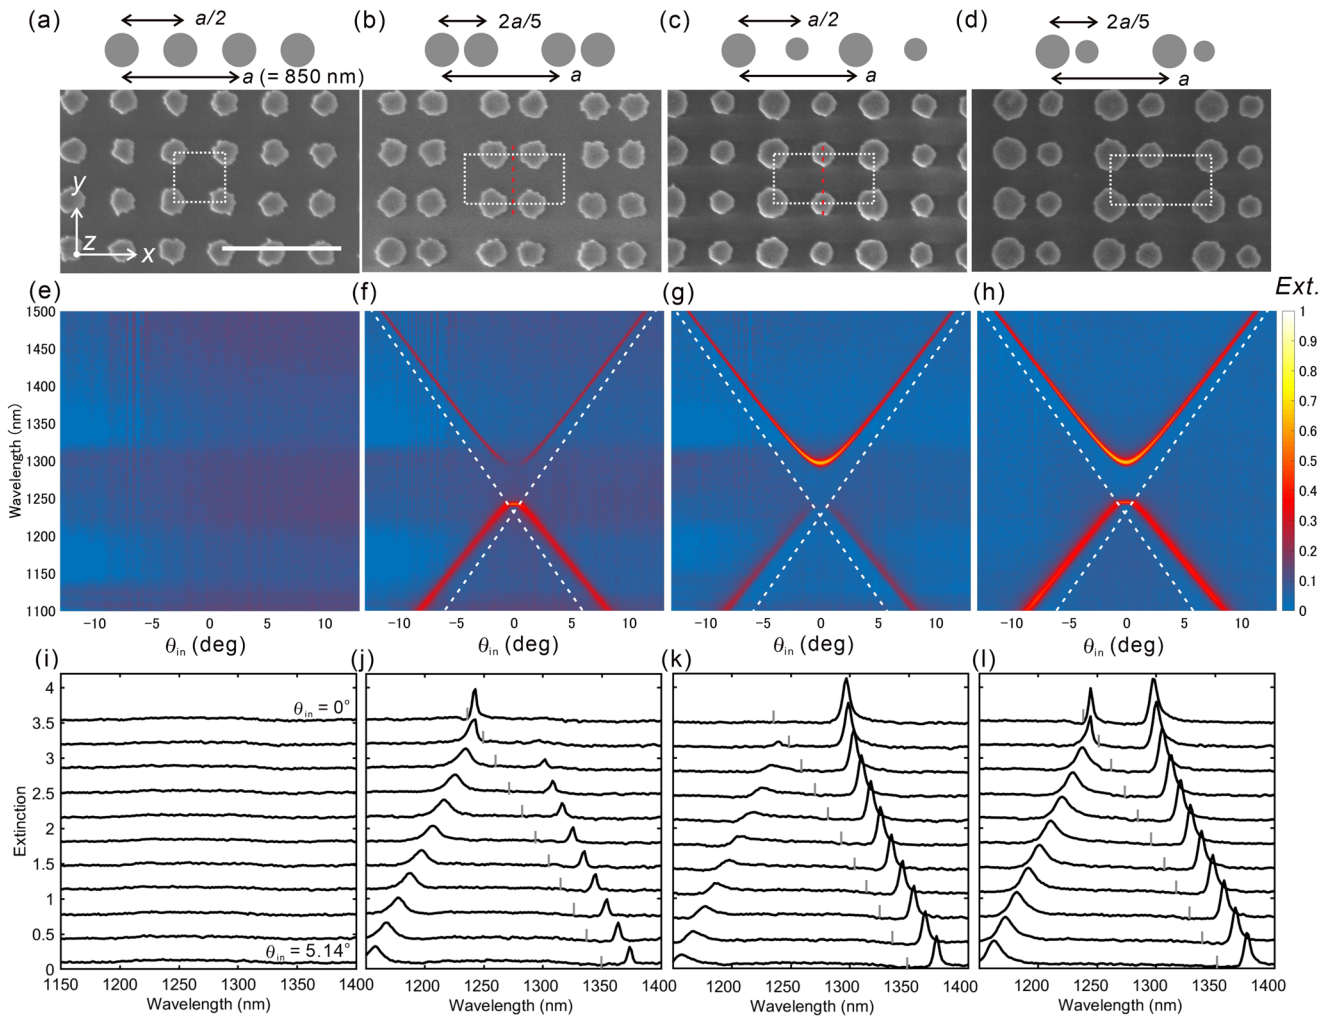 (a) (b) (c) (d)
a/2 2a/5 a/2 2a/5
a (= 850 nm) a a a
y
z x
(e) (f) (g) (h) Ext.
1500
1450
1400
1350
1300
1250
1200
1150
1100
Wavelength (nm)
1
0.9
0.8
0.7
0.6
0.5
0.4
0.3
0.2
0.1
0
-10 -5 0 5 10 -10 -5 0 5 10 -10 -5 0 5 10 -10 -5 0 5 10
θin (deg) θin (deg) θin (deg) θin (deg)
(i) (j) (k) (l)
4
3.5
3
2.5
2
1.5
1
0.5
0
Extinction
θin = 0°
θin = 5.14°
1150 1200 1250 1300 1350 1400 1200 1250 1300 1350 1400 1200 1250 1300 1350 1400 1200 1250 1300 1350 1400
Wavelength (nm) Wavelength (nm) Wavelength (nm) Wavelength (nm)